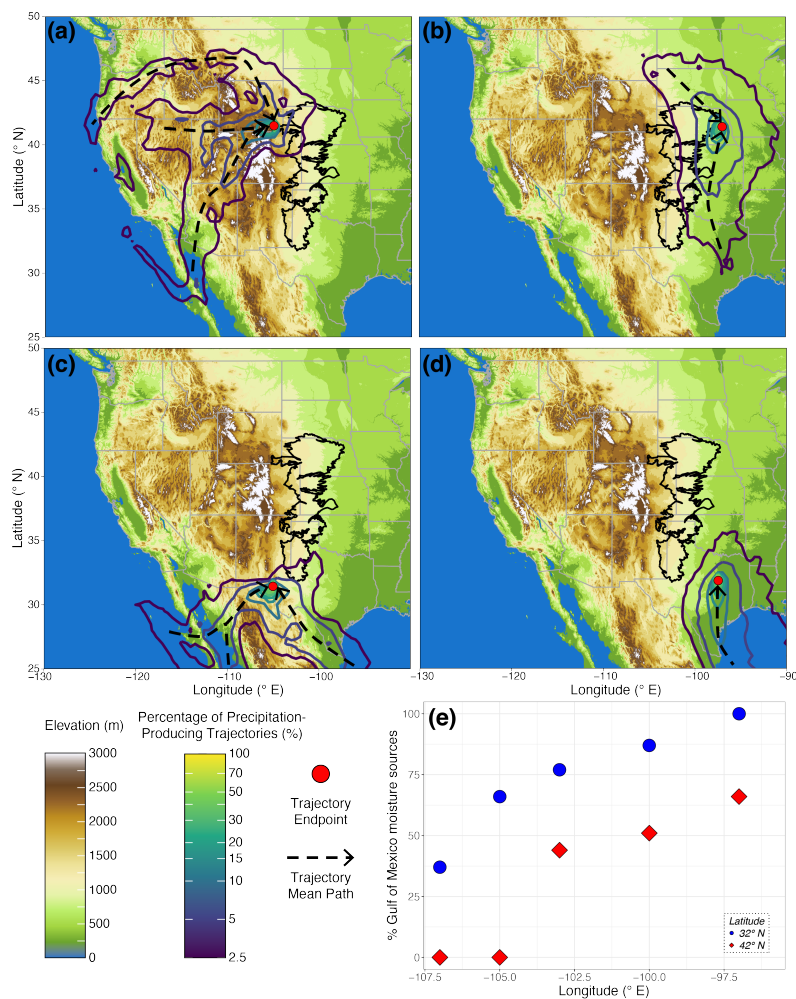 (a)
(b)
50
45
40
35
30
25
Latitude (° N)
(c)
(d)
50
45
40
35
30
25
Latitude (° N)
−130
−120
−110
−100
−130
−120
−110
−100
−90
Longitude (° E)
Longitude (° E)
Elevation (m)
3000
2500
2000
1500
1000
500
0
Percentage of Precipitation-
Producing Trajectories (%)
100
70
50
30
20
15
10
5
2.5
Trajectory
Endpoint
Trajectory
Mean Path
(e)
% Gulf of Mexico moisture sources
100
75
50
25
0
−107.5
−105.0
−102.5
−100.0
−97.5
Longitude (° E)
Latitude
32° N
42° N